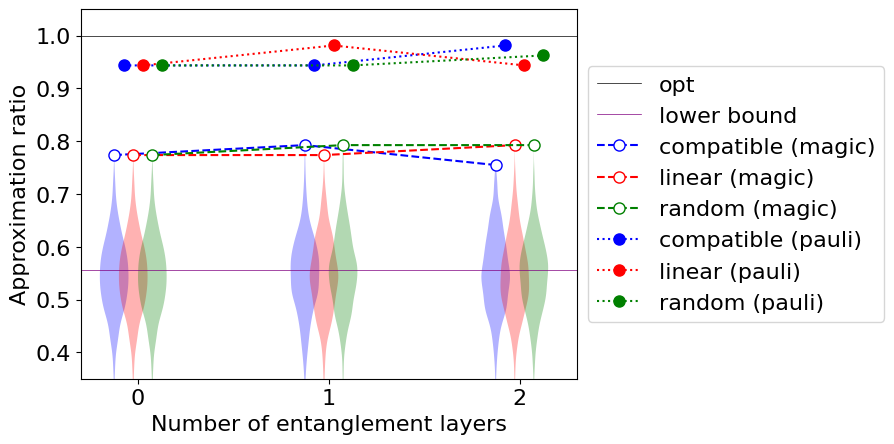 Approximation ratio
1.0
0.9
0.8
0.7
0.6
0.5
0.4
0
1
2
Number of entanglement layers
opt
lower bound
compatible (magic)
linear (magic)
random (magic)
compatible (pauli)
linear (pauli)
random (pauli)